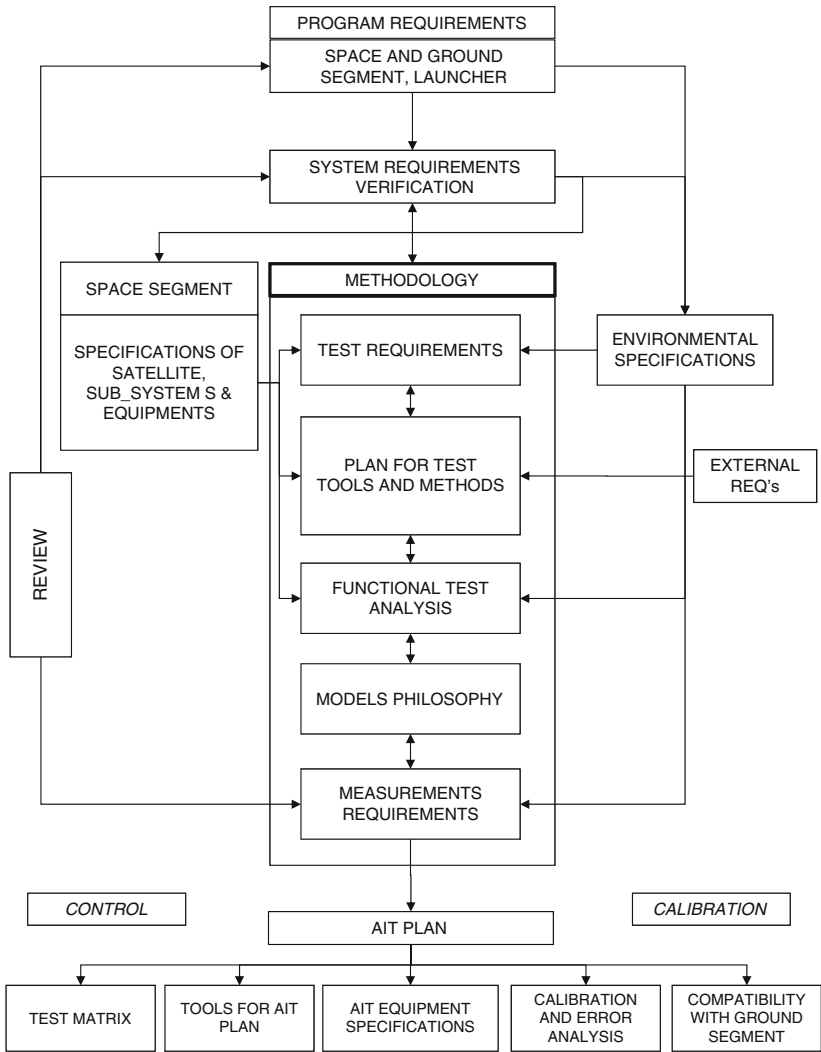 PROGRAM REQUIREMENTS
SPACE AND GROUND
SEGMENT, LAUNCHER
SYSTEM REQUIREMENTS
VERIFICATION
SPACE SEGMENT
METHODOLOGY
SPECIFICATIONS OF
SATELLITE,
SUB_SYSTEM S &
EQUIPMENTS
TEST REQUIREMENTS
ENVIRONMENTAL
SPECIFICATIONS
PLAN FOR TEST
TOOLS AND METHODS
EXTERNAL
REQ's
REVIEW
FUNCTIONAL TEST
ANALYSIS
MODELS PHILOSOPHY
MEASUREMENTS
REQUIREMENTS
CONTROL
CALIBRATION
AIT PLAN
TEST MATRIX
TOOLS FOR AIT
PLAN
AIT EQUIPMENT
SPECIFICATIONS
CALIBRATION
AND ERROR
ANALYSIS
COMPATIBILITY
WITH GROUND
SEGMENT